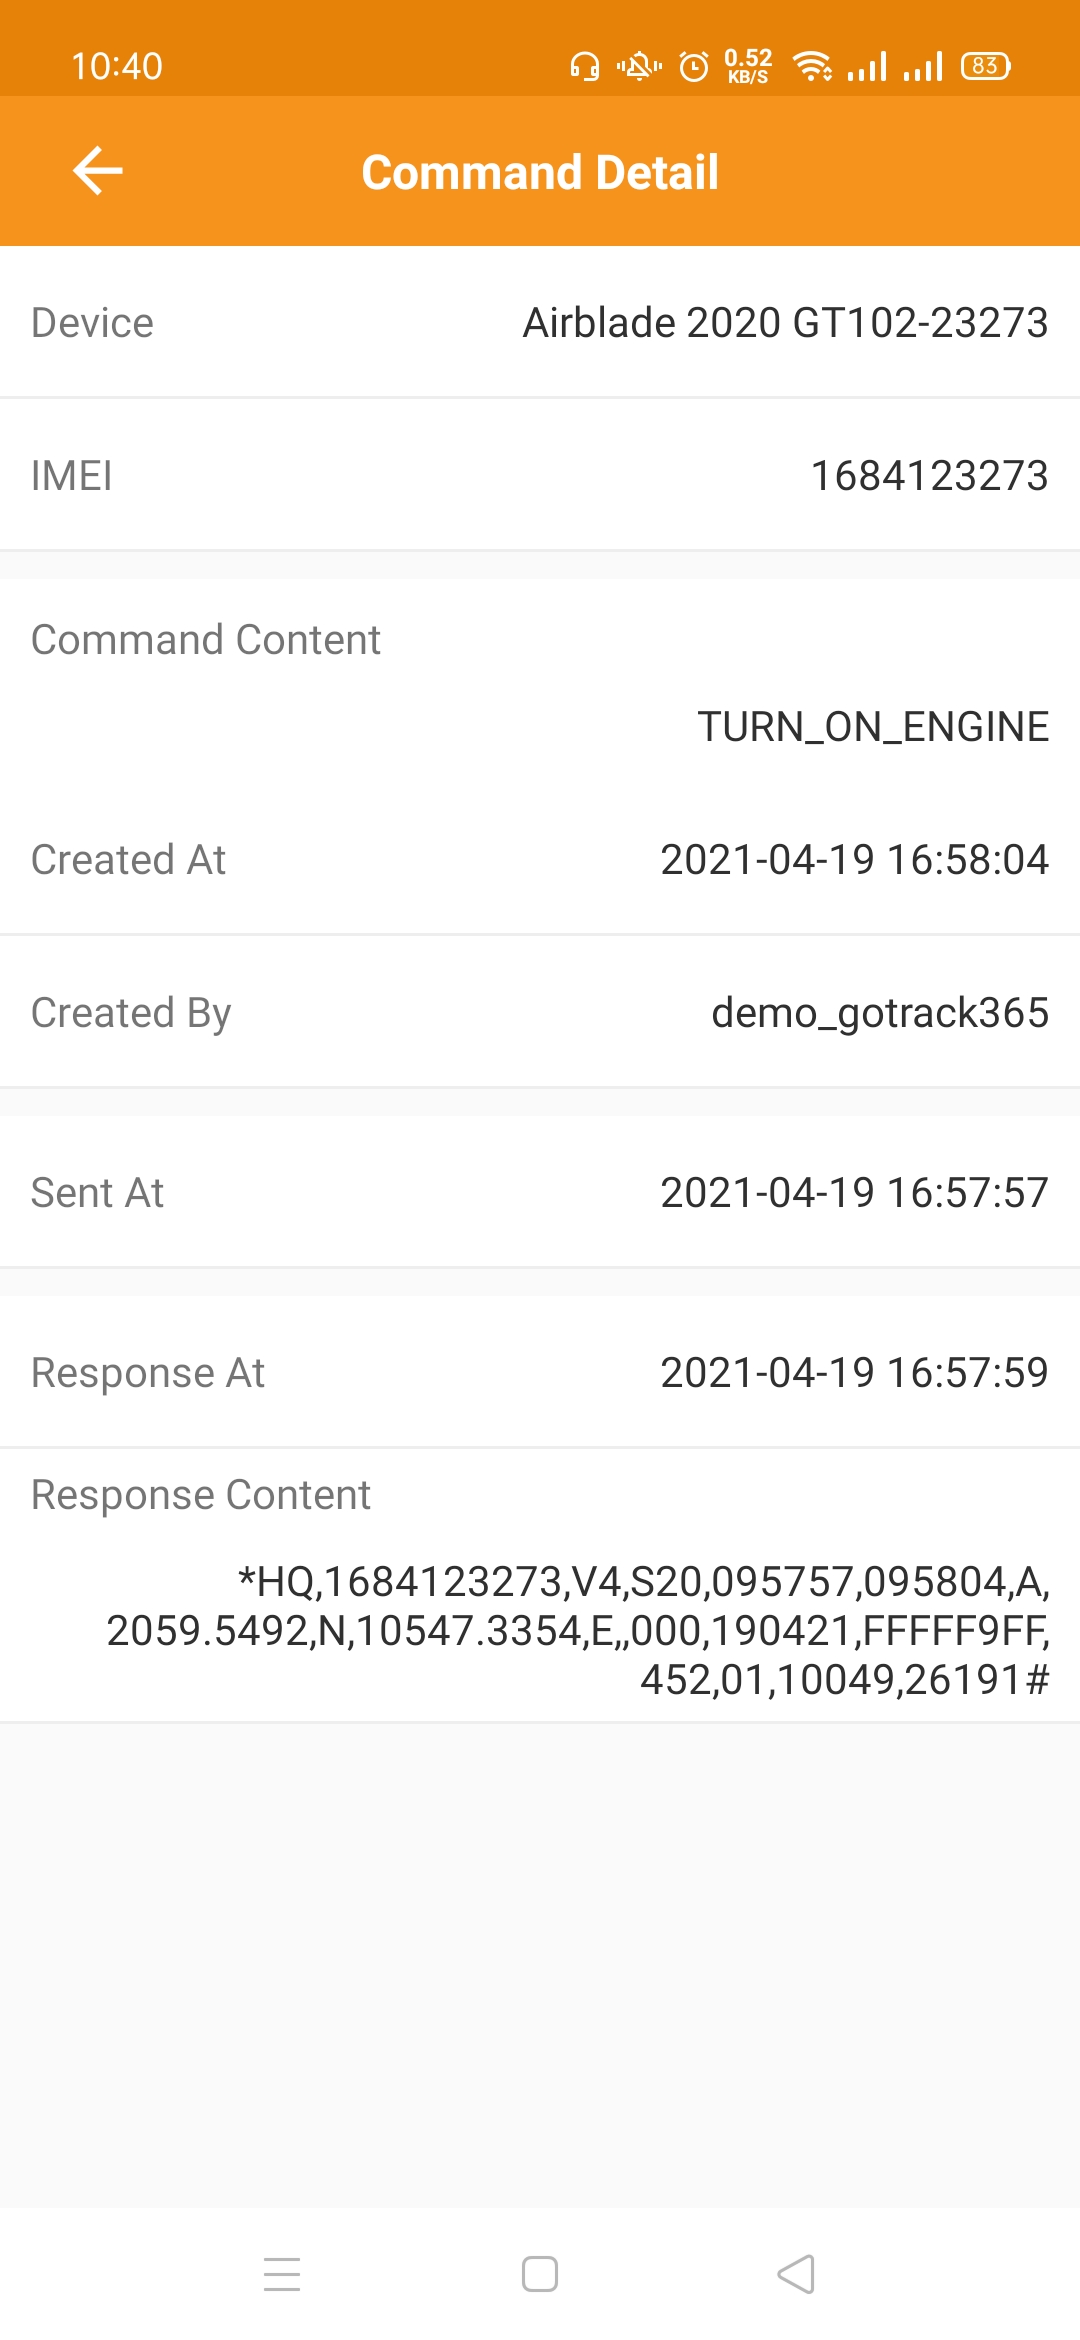 10:40
0.52
KB/S
83
Command Detail
Device
Airblade 2020 GT102-23273
IMEI
1684123273
Command Content
TURN_ON_ENGINE
Created At
2021-04-19 16:58:04
Created By
demo_gotrack365
Sent At
2021-04-19 16:57:57
Response At
2021-04-19 16:57:59
Response Content
*HQ,1684123273,V4,S20,095757,095804,A,
2059.5492,N,10547.3354,E,,000,190421,FFFFF9FF,
452,01,10049,26191#